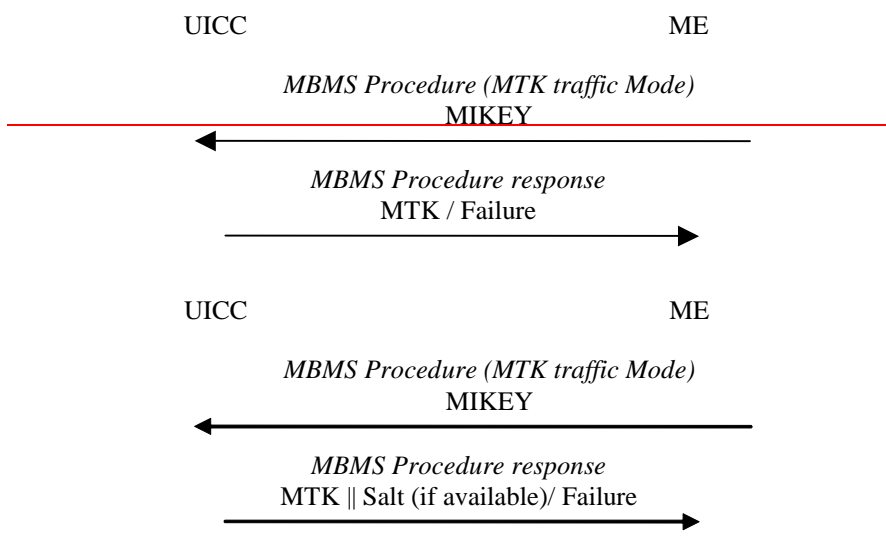 UICC ME
MBMS Procedure (MTK traffic Mode)
MIKEY
MBMS Procedure response
MTK / Failure
UICC ME
MBMS Procedure (MTK traffic Mode)
MIKEY
MBMS Procedure response
MTK || Salt (if available)/ Failure